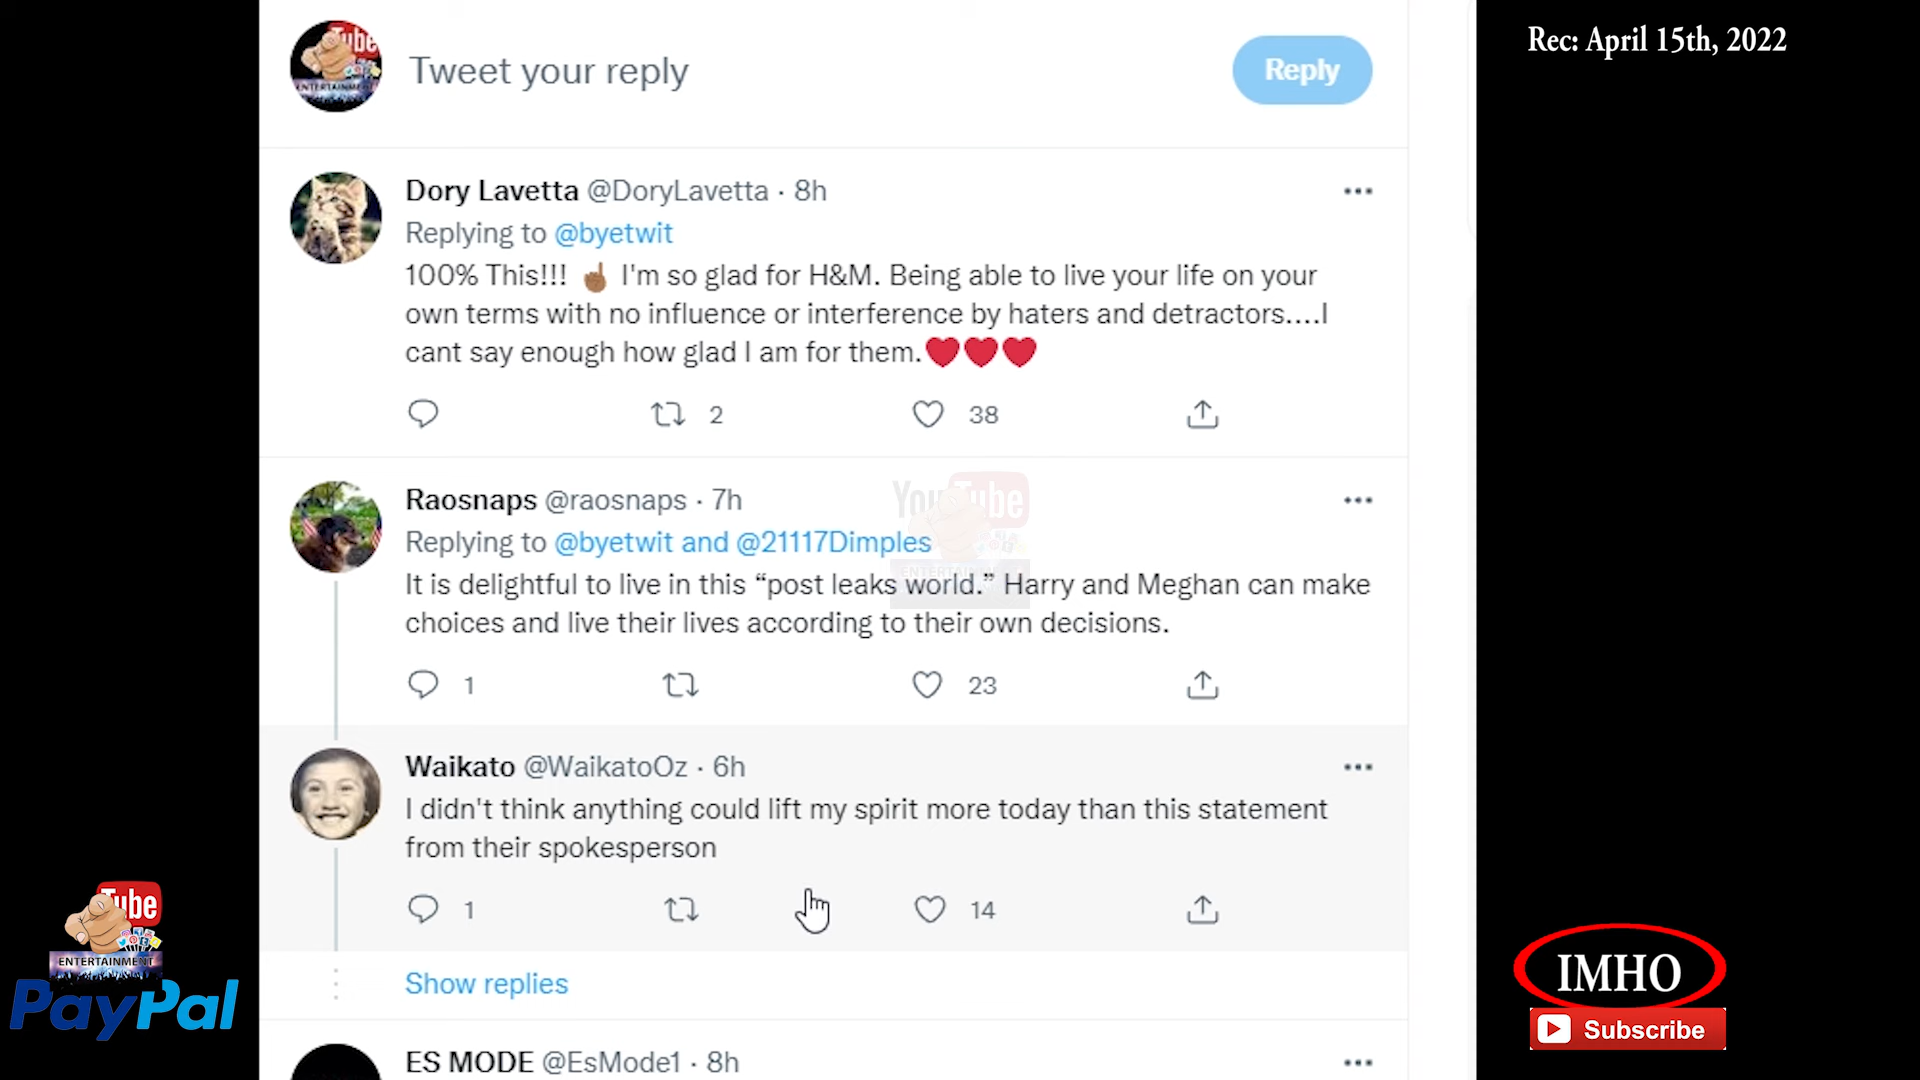 Rec: April 15th, 2022
Tube
ENTERTAINMENT
Tweet your reply
Reply
Dory Lavetta @DoryLavetta · 8h
Replying to @byetwit
100% This!!! ☝🏾 I'm so glad for H&M. Being able to live your life on your
own terms with no influence or interference by haters and detractors....I
cant say enough how glad I am for them.❤❤❤
2
38
Raosnaps @raosnaps · 7h
Replying to @byetwit and @21117Dimples
It is delightful to live in this “post leaks world.” Harry and Meghan can make
choices and live their lives according to their own decisions.
1
23
YouTube
ENTERTAINMENT
Waikato @WaikatoOz · 6h
I didn't think anything could lift my spirit more today than this statement
from their spokesperson
1
14
Show replies
ES MODE @EsMode1 · 8h
Tube
ENTERTAINMENT
PayPal
IMHO
Subscribe